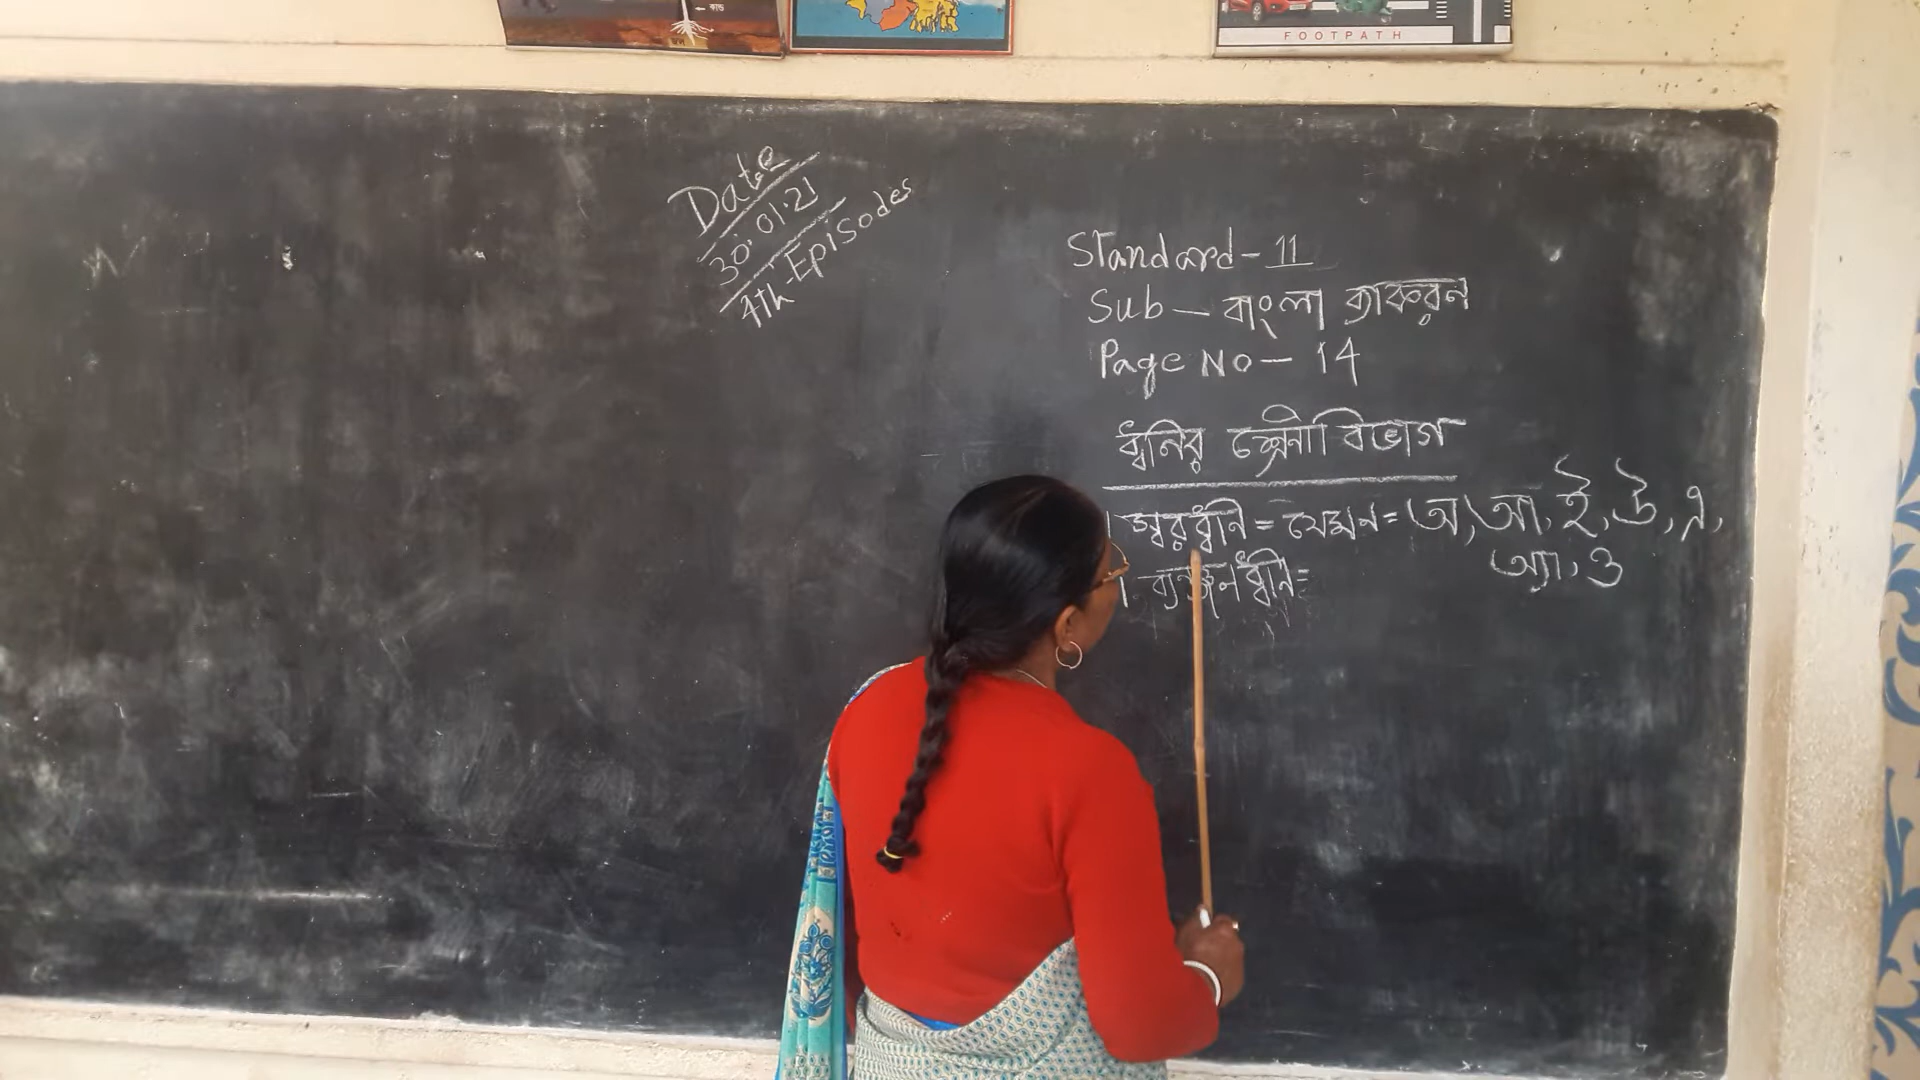 কান্ড
মূল
FOOTPATH
Date
30.01.21
4th-Episodes
Standard-11
Sub - বাংলা ব্যাকরন
Page No - 14
ধ্বনির শ্রেনীবিভাগ
স্বরধ্বনি = যেমন = অ, আ, ই, উ, এ,
অ্যা, ও
ব্যঞ্জনধ্বনি=